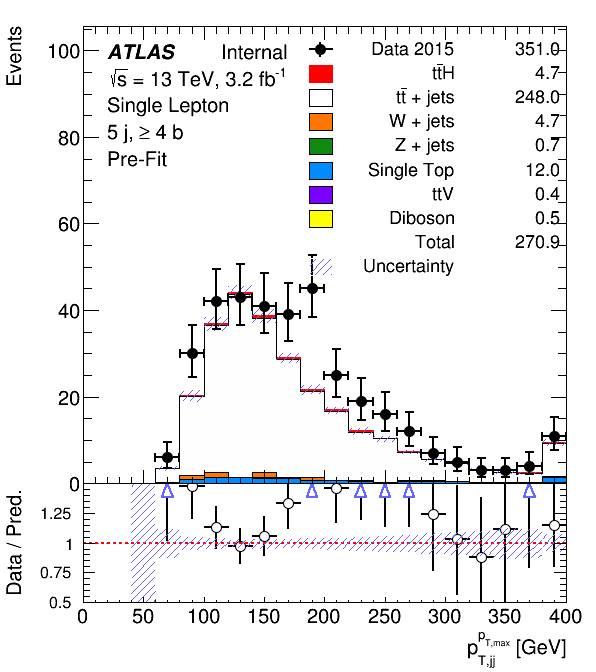 Events
ATLAS Internal
√s = 13 TeV, 3.2 fb⁻¹
Single Lepton
5 j, ≥ 4 b
Pre-Fit
Data 2015 351.0
tt̄H 4.7
tt̄ + jets 248.0
W + jets 4.7
Z + jets 0.7
Single Top 12.0
ttV 0.4
Diboson 0.5
Total 270.9
Uncertainty
100
80
60
40
20
0
Data / Pred.
1.25
1
0.75
0.5
0 50 100 150 200 250 300 350 400
p_{T,jj}^{p_{T,max}} [GeV]